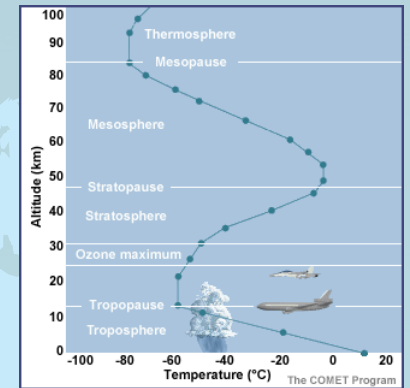 100
90
80
70
60
50
40
30
20
10
0
Altitude (km)
Thermosphere
Mesopause
Mesosphere
Stratopause
Stratosphere
Ozone maximum
Tropopause
Troposphere
-100 -80 -60 -40 -20 0 20
Temperature (°C)
The COMET Program